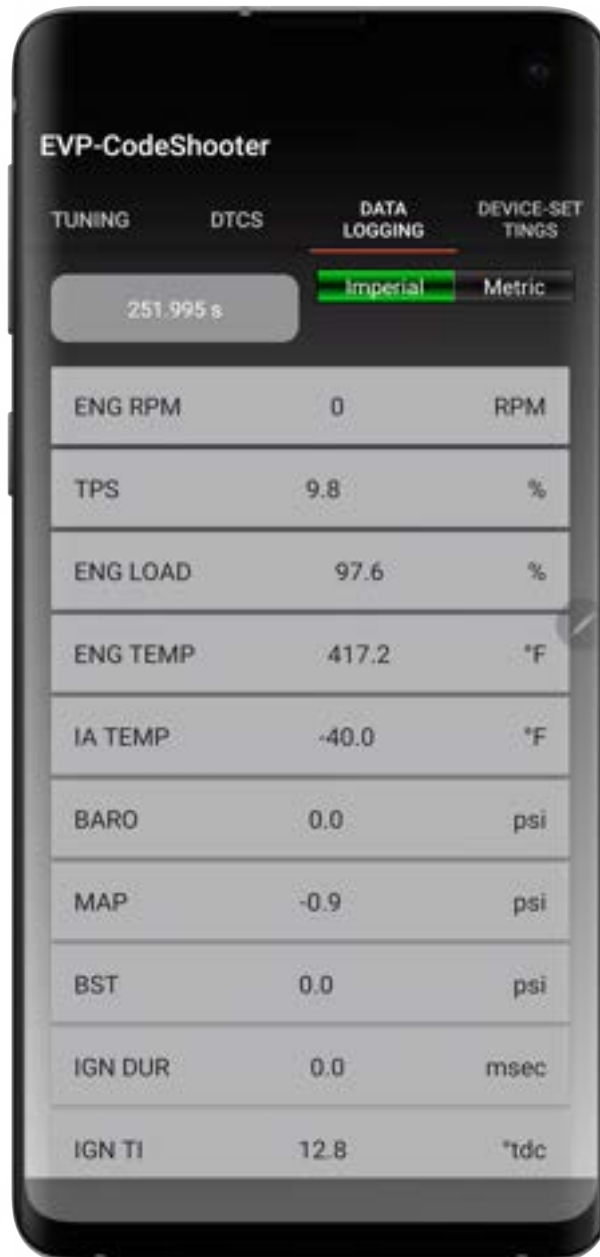 EVP-CodeShooter
TUNING DTCS DATA LOGGING DEVICE-SET TINGS
251.995 s Imperial Metric
ENG RPM 0 RPM
TPS 9.8 %
ENG LOAD 97.6 %
ENG TEMP 417.2 °F
IA TEMP -40.0 °F
BARO 0.0 psi
MAP -0.9 psi
BST 0.0 psi
IGN DUR 0.0 msec
IGN TI 12.8 °tdc